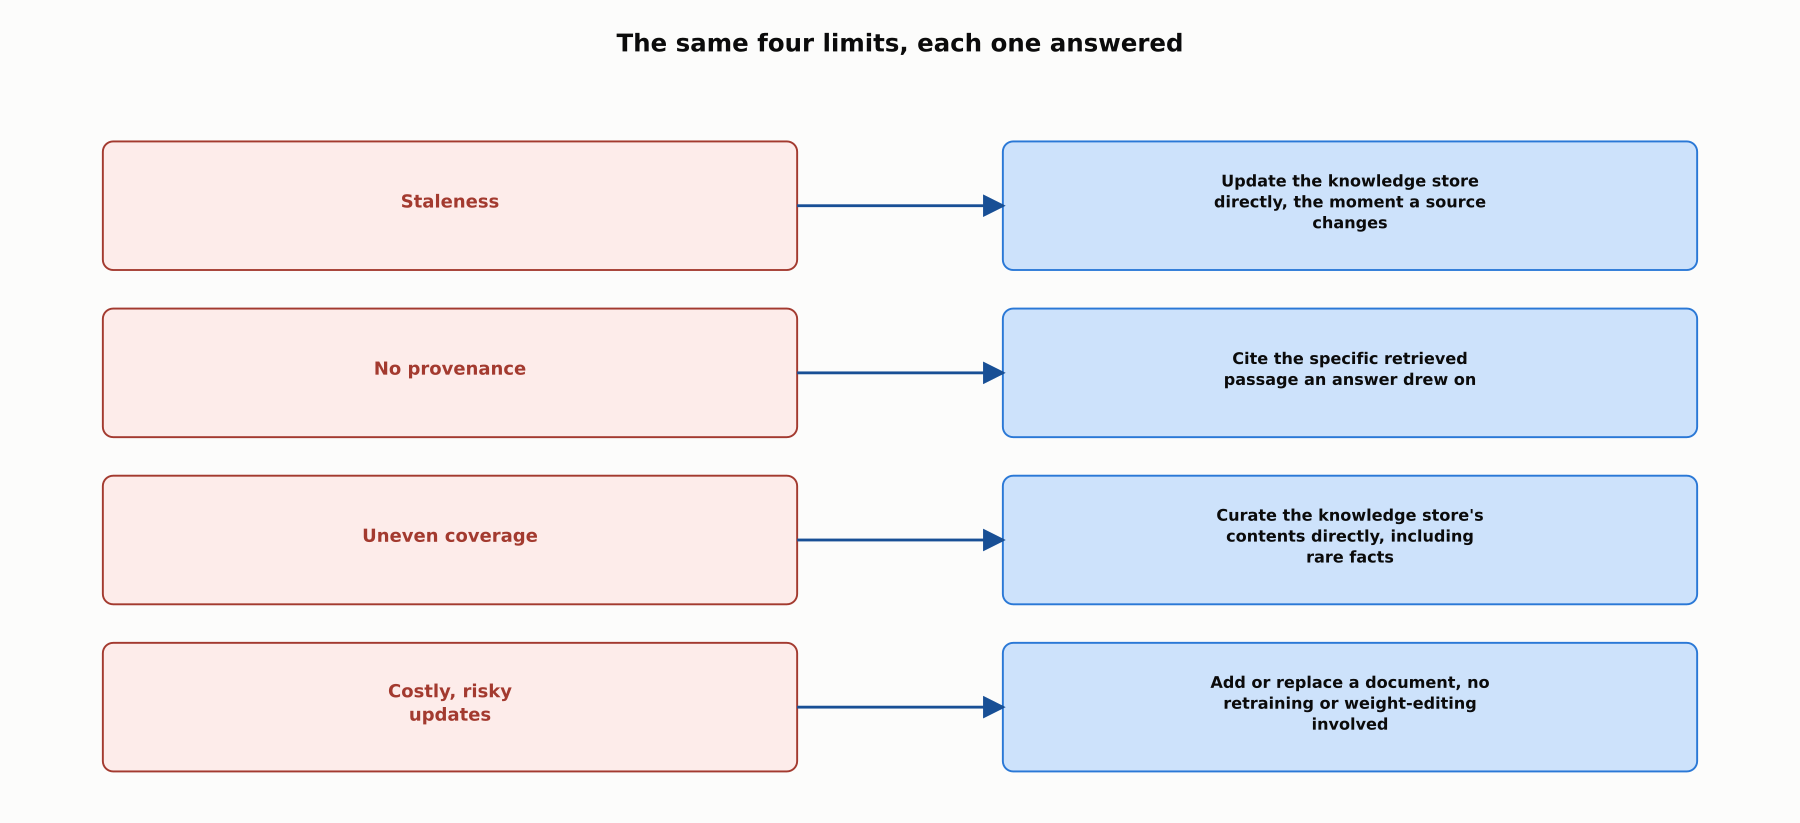 The same four limits, each one answered
Staleness
Update the knowledge store
directly, the moment a source
changes
No provenance
Cite the specific retrieved
passage an answer drew on
Uneven coverage
Curate the knowledge store's
contents directly, including
rare facts
Costly, risky
updates
Add or replace a document, no
retraining or weight-editing
involved